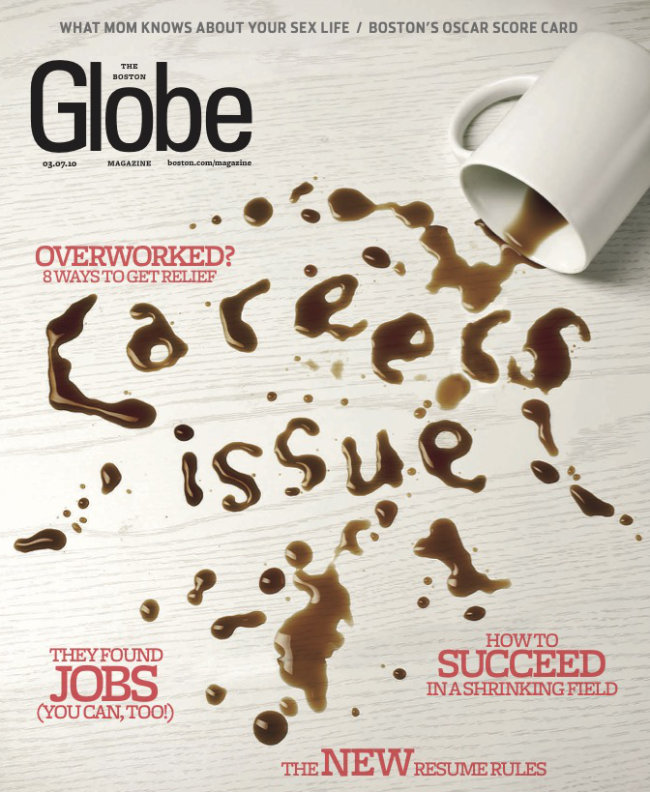 WHAT MOM KNOWS ABOUT YOUR SEX LIFE / BOSTON'S OSCAR SCORE CARD
THE
BOSTON
Globe
03.07.10 MAGAZINE boston.com/magazine
OVERWORKED?
8 WAYS TO GET RELIEF
Careers
issue!
THEY FOUND
JOBS
(YOU CAN, TOO!)
HOW TO
SUCCEED
IN A SHRINKING FIELD
THE NEW RESUME RULES